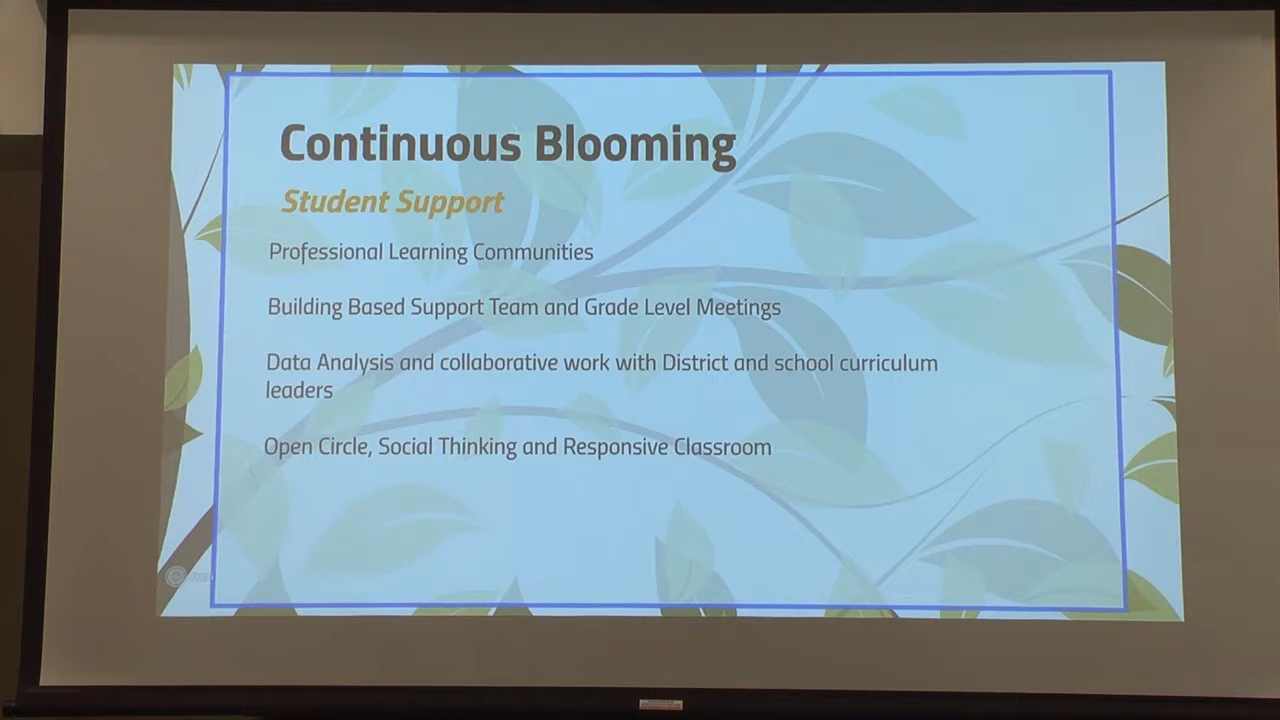 Continuous Blooming
Student Support
Professional Learning Communities
Building Based Support Team and Grade Level Meetings
Data Analysis and collaborative work with District and school curriculum
leaders
Open Circle, Social Thinking and Responsive Classroom